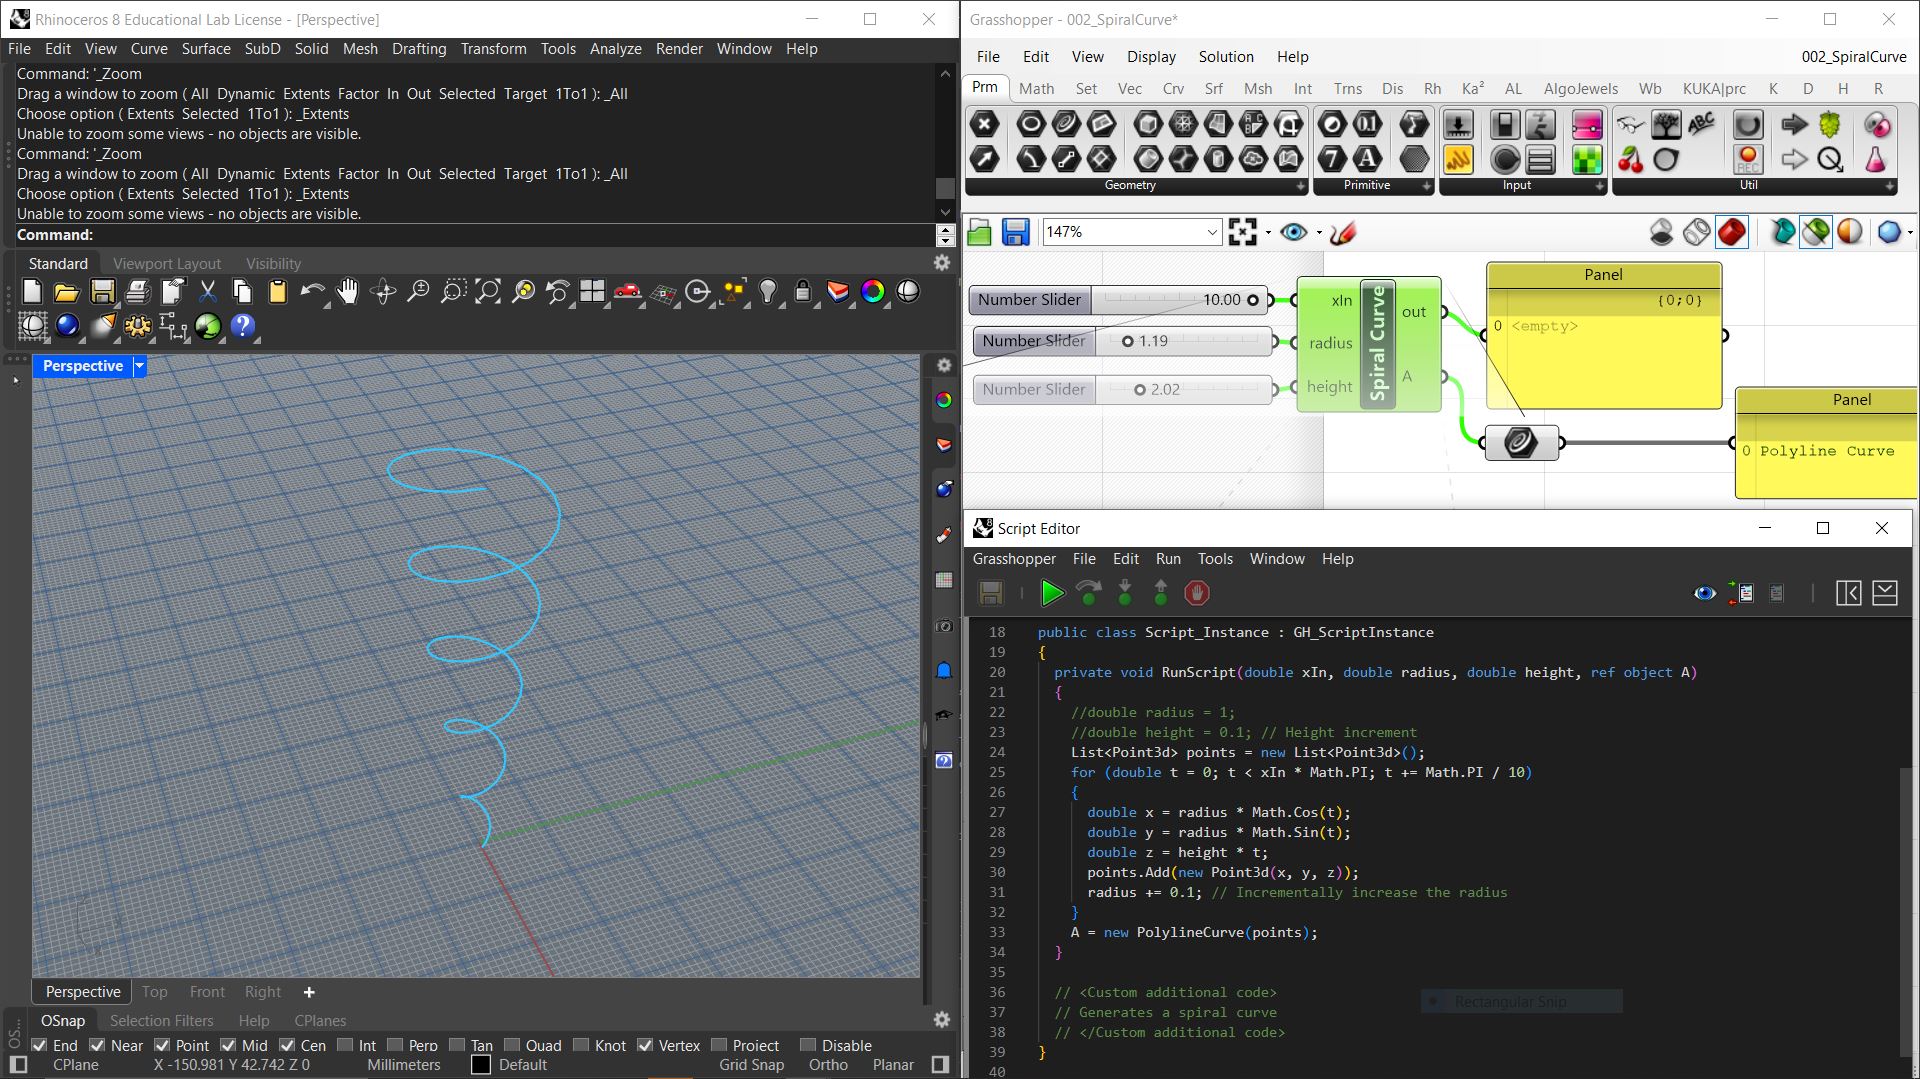 Rhinoceros 8 Educational Lab License - [Perspective]
File Edit View Curve Surface SubD Solid Mesh Drafting Transform Tools Analyze Render Window Help
Command: '_Zoom
Drag a window to zoom ( All Dynamic Extents Factor In Out Selected Target 1To1 ): _All
Choose option ( Extents Selected 1To1 ): _Extents
Unable to zoom some views - no objects are visible.
Command: '_Zoom
Drag a window to zoom ( All Dynamic Extents Factor In Out Selected Target 1To1 ): _All
Choose option ( Extents Selected 1To1 ): _Extents
Unable to zoom some views - no objects are visible.
Command:
Standard Viewport Layout Visibility
Perspective
Perspective Top Front Right
OSnap Selection Filters Help CPlanes
OS...
End Near Point Mid Cen Int Perp Tan Quad Knot Vertex Project Disable
CPlane X -150.981 Y 42.742 Z 0 Millimeters Default Grid Snap Ortho Planar
Grasshopper - 002_SpiralCurve*
File Edit View Display Solution Help 002_SpiralCurve
Prm Math Set Vec Crv Srf Msh Int Trns Dis Rh Ka² AL AlgoJewels Wb KUKA|prc K D H R
Geometry Primitive Input Util
147%
Number Slider 10.00
Number Slider 1.19
Number Slider 2.02
xIn
radius
height
Spiral Curve
out
A
Panel
{0;0}
0 <empty>
Panel
0 Polyline Curve
Script Editor
Grasshopper File Edit Run Tools Window Help
18 public class Script_Instance : GH_ScriptInstance
19 {
20 private void RunScript(double xIn, double radius, double height, ref object A)
21 {
22 //double radius = 1;
23 //double height = 0.1; // Height increment
24 List<Point3d> points = new List<Point3d>();
25 for (double t = 0; t < xIn * Math.PI; t += Math.PI / 10)
26 {
27 double x = radius * Math.Cos(t);
28 double y = radius * Math.Sin(t);
29 double z = height * t;
30 points.Add(new Point3d(x, y, z));
31 radius += 0.1; // Incrementally increase the radius
32 }
33 A = new PolylineCurve(points);
34 }
35
36 // <Custom additional code>
37 // Generates a spiral curve
38 // </Custom additional code>
39 }
40
Rectangular Snip